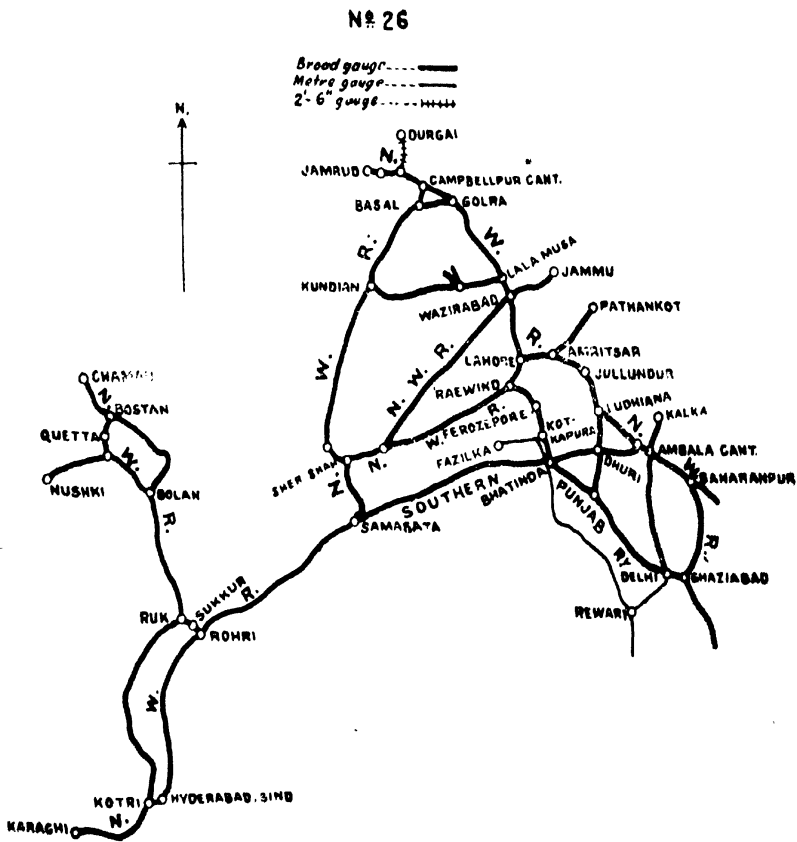 Nº 26
Broad gauge
Metre gauge
2'-6" gauge
N.
DURGAI
N.
JAMRUD
CAMPBELLPUR CANT.
BASAL
GOLRA
R.
W.
LALA MUSA
KUNDIAN
JAMMU
WAZIRABAD
PATHANKOT
R.
W.
N. W. R.
LAHORE
AMRITSAR
JULLUNDUR
CHAMAN
RAEWIND
N.
BOSTAN
R.
LUDHIANA
FEROZEPORE
KALKA
QUETTA
W.
KOT-
KAPURA
N.
W.
FAZILKA
AMBALA CANT.
SHER SHAH
N.
DHURI
W.
SAHARANPUR
NUSHKI
BOLAN
N
SOUTHERN
BHATINDA
PUNJAB
RY
R.
SAMASATA
R.
DELHI
GHAZIABAD
SUKKUR
R.
RUK
REWARI
ROHRI
W.
KOTRI
HYDERABAD, SIND
N.
KARACHI